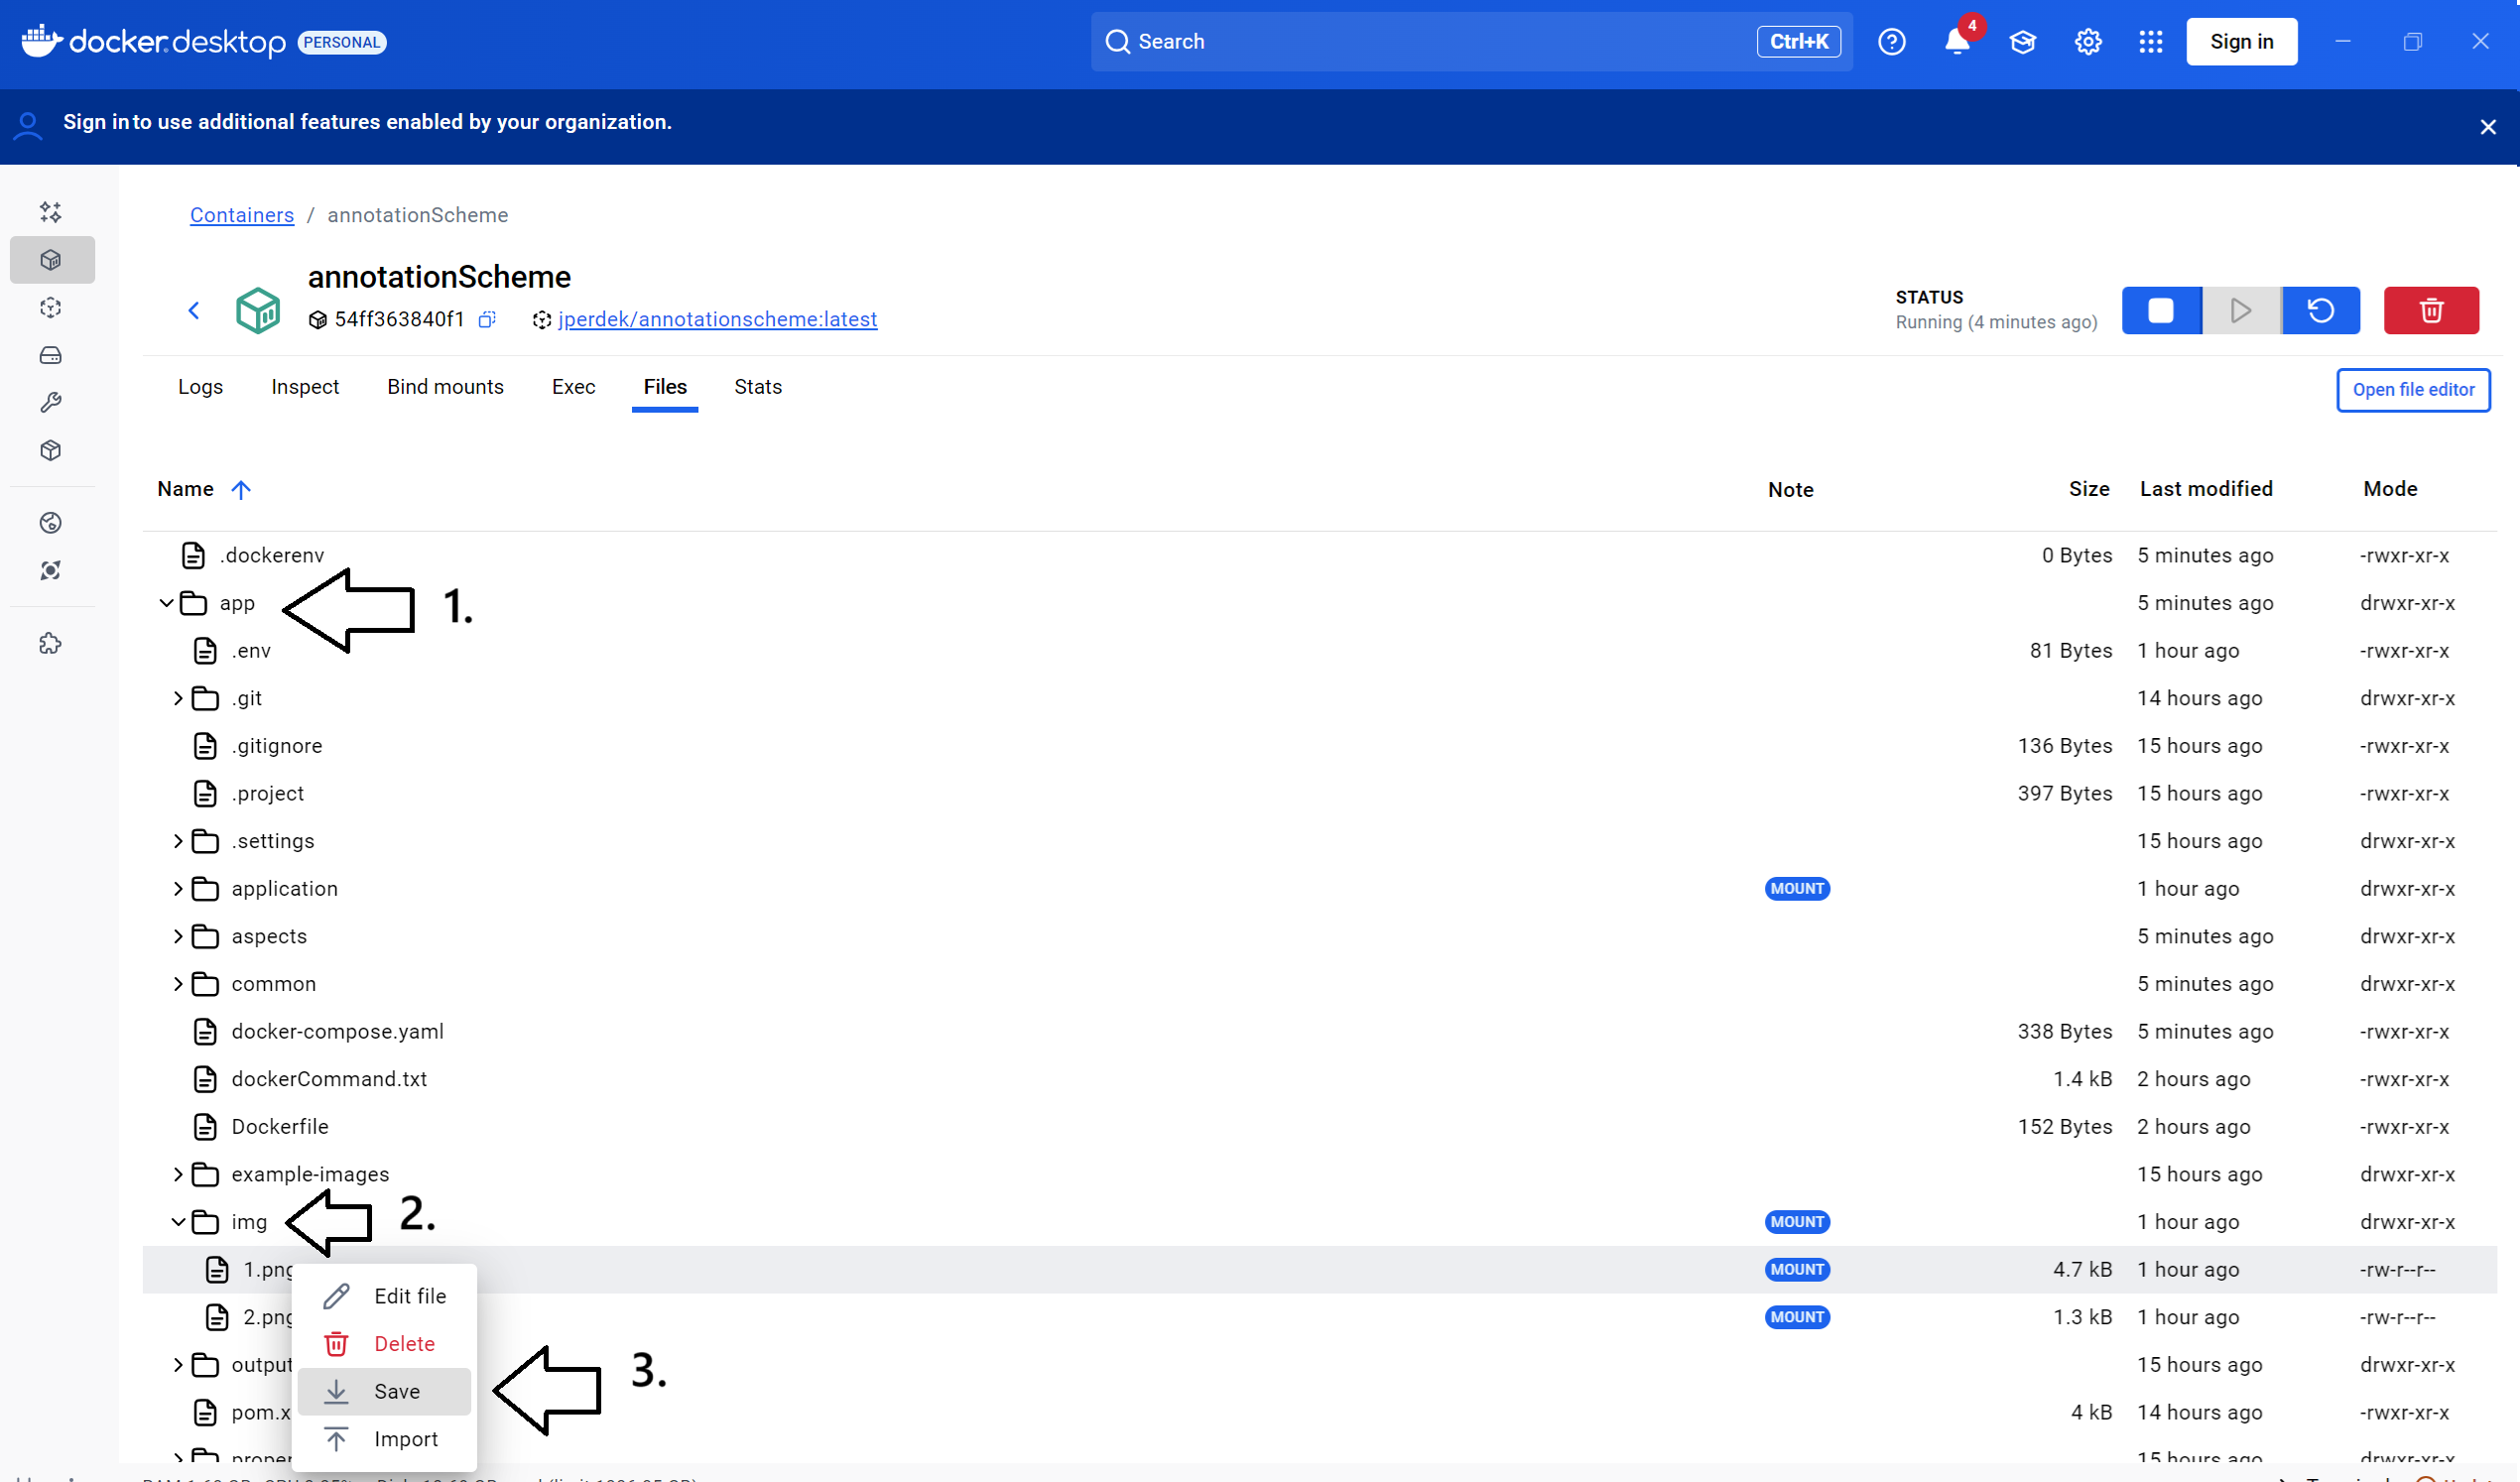 docker.desktop PERSONAL Search Ctrl+K 4 Sign in
Sign in to use additional features enabled by your organization.
Containers / annotationScheme
annotationScheme
54ff363840f1 jperdek/annotationscheme:latest
STATUS
Running (4 minutes ago)
Logs Inspect Bind mounts Exec Files Stats Open file editor
Name Note Size Last modified Mode
.dockerenv 0 Bytes 5 minutes ago -rwxr-xr-x
app 1. 5 minutes ago drwxr-xr-x
.env 81 Bytes 1 hour ago -rwxr-xr-x
.git 14 hours ago drwxr-xr-x
.gitignore 136 Bytes 15 hours ago -rwxr-xr-x
.project 397 Bytes 15 hours ago -rwxr-xr-x
.settings 15 hours ago drwxr-xr-x
application MOUNT 1 hour ago drwxr-xr-x
aspects 5 minutes ago drwxr-xr-x
common 5 minutes ago drwxr-xr-x
docker-compose.yaml 338 Bytes 5 minutes ago -rwxr-xr-x
dockerCommand.txt 1.4 kB 2 hours ago -rwxr-xr-x
Dockerfile 152 Bytes 2 hours ago -rwxr-xr-x
example-images 15 hours ago drwxr-xr-x
img 2. MOUNT 1 hour ago drwxr-xr-x
1.png MOUNT 4.7 kB 1 hour ago -rw-r--r--
Edit file
2.png MOUNT 1.3 kB 1 hour ago -rw-r--r--
Delete
output 15 hours ago drwxr-xr-x
Save 3.
pom.x 4 kB 14 hours ago -rwxr-xr-x
Import
proper 15 hours ago drwxr-xr-x